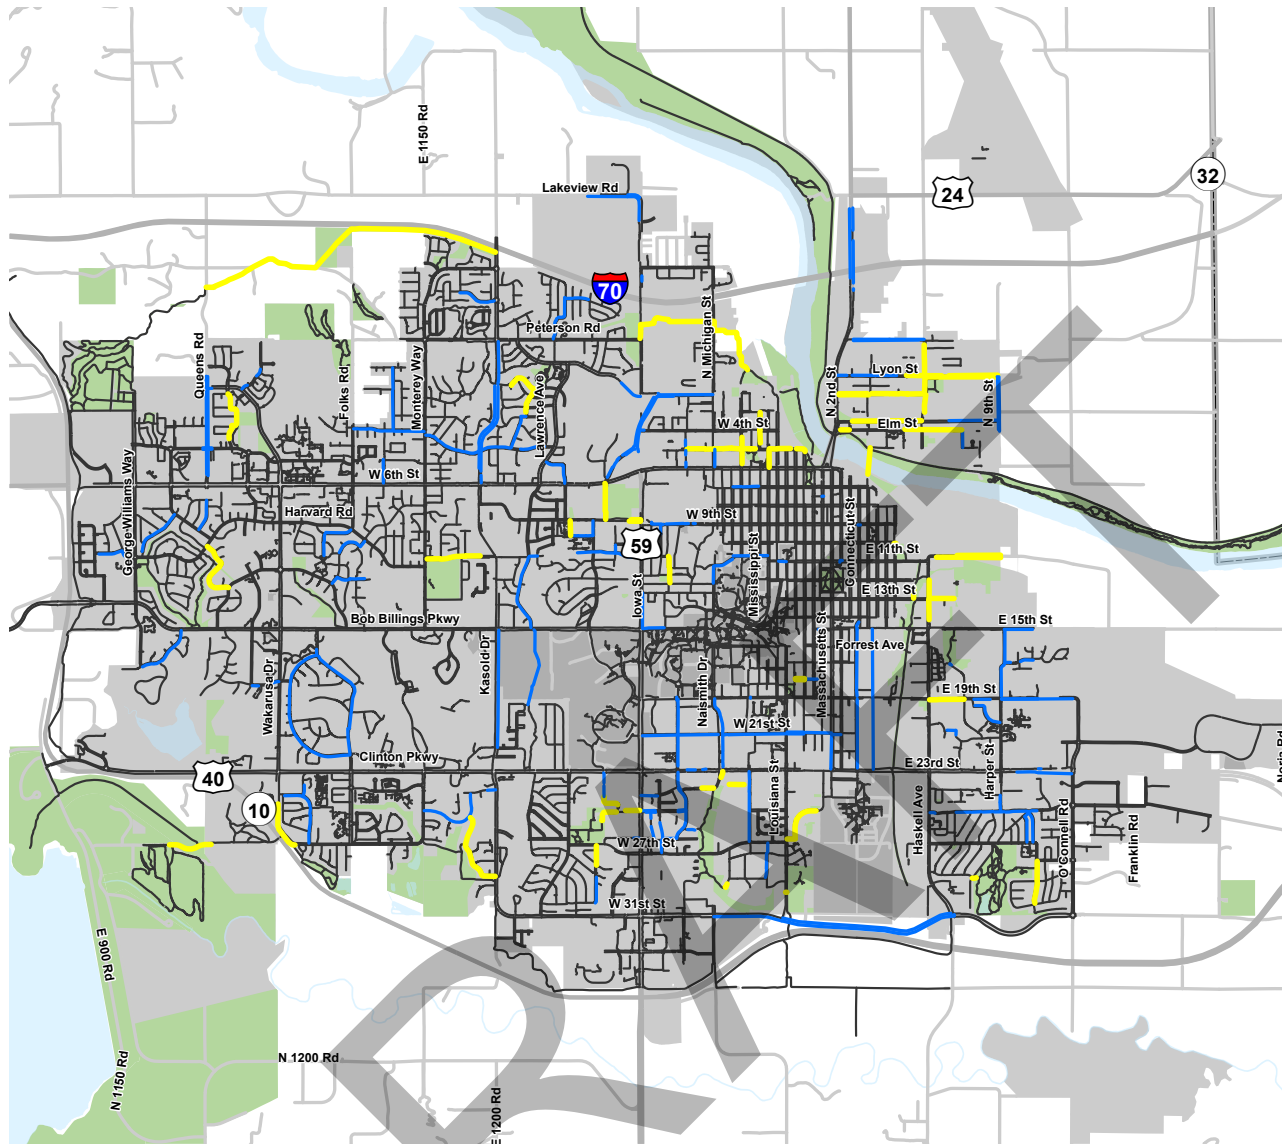 E 1150 Rd
Lakeview Rd
24
32
70
Peterson Rd
N Michigan St
Queens Rd
Folks Rd
Monterey Way
Lawrence Ave
N 2nd St
Lyon St
N 9th St
Elm St
W 4th St
W 6th St
George Williams Way
Harvard Rd
W 9th St
59
Connecticut St
Mississippi St
E 11th St
E 13th St
Iowa St
Bob Billings Pkwy
E 15th St
Massachusetts St
Forrest Ave
Kasold Dr
Naismith Dr
Wakarusa Dr
E 19th St
W 21st St
Clinton Pkwy
E 23rd St
Harper St
Noria Rd
40
10
Louisiana St
Haskell Ave
O'Connell Rd
Franklin Rd
W 27th St
W 31st St
E 900 Rd
N 1200 Rd
N 1150 Rd
E 1200 Rd
DRAFT